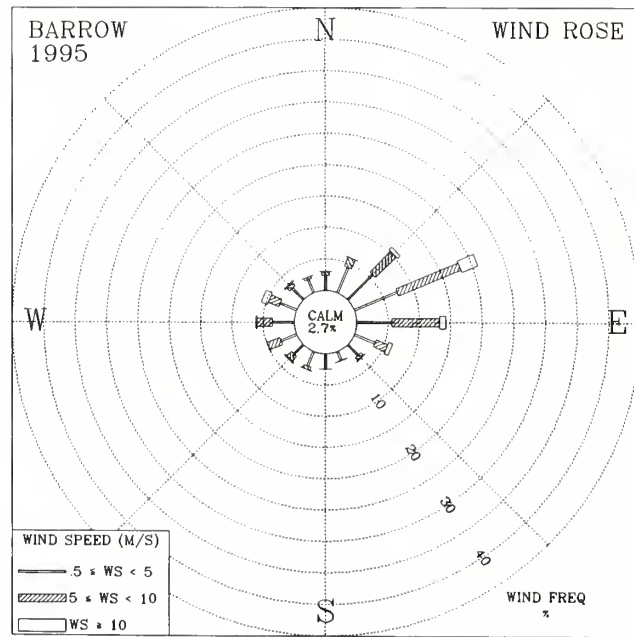 BARROW
1995
WIND ROSE
N
W
E
S
CALM
2.7%
10
20
30
40
WIND SPEED (M/S)
.5 ≤ WS < 5
5 ≤ WS < 10
WS ≥ 10
WIND FREQ
%